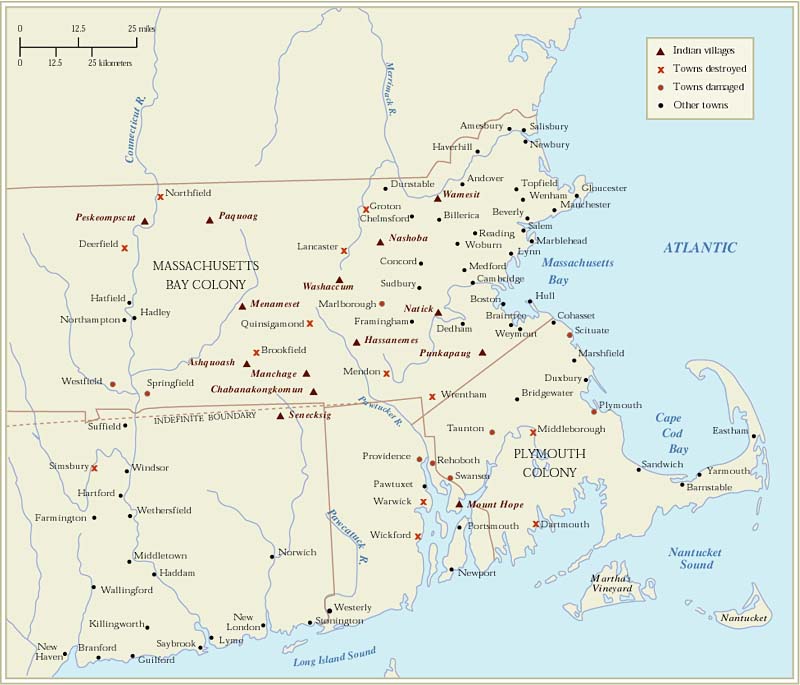 0 12.5 25 miles
0 12.5 25 kilometers
Indian villages
Towns destroyed
Towns damaged
Other towns
Connecticut R.
Merrimack R.
Amesbury
Salisbury
Newbury
Haverhill
Northfield
Dunstable
Andover
Topfield
Gloucester
Wamesit
Wenham
Manchester
Peskeompscut
Paquoag
Groton
Chelmsford
Billerica
Beverly
Salem
Deerfield
Lancaster
Nashoba
Reading
Marblehead
Woburn
Lynn
ATLANTIC
MASSACHUSETTS
BAY COLONY
Concord
Medford
Massachusetts
Bay
Washaccum
Sudbury
Cambridge
Hatfield
Menameset
Marlborough
Natick
Boston
Hull
Northampton
Hadley
Quinsigamond
Framingham
Dedham
Braintree
Weymout
Cohasset
Scituate
Hassanemes
Punkapaug
Marshfield
Brookfield
Ashquoash
Manchage
Mendon
Duxbury
Westfield
Springfield
Chabanakongkomun
Wrentham
Bridgewater
Plymouth
Pawtucket R.
INDEFINITE BOUNDARY
Senecksig
Suffield
Taunton
Middleborough
Cape
Cod
Bay
Eastham
PLYMOUTH
COLONY
Providence
Rehoboth
Simsbury
Windsor
Swansea
Sandwich
Yarmouth
Barnstable
Pawtuxet
Hartford
Warwick
Mount Hope
Farmington
Wethersfield
Pawcatuck R.
Wickford
Portsmouth
Dartmouth
Middletown
Norwich
Nantucket
Sound
Haddam
Newport
Martha's
Vineyard
Wallingford
Westerly
Nantucket
Killingworth
New
London
Stonington
Saybrook
Lyme
New
Haven
Branford
Guilford
Long Island Sound